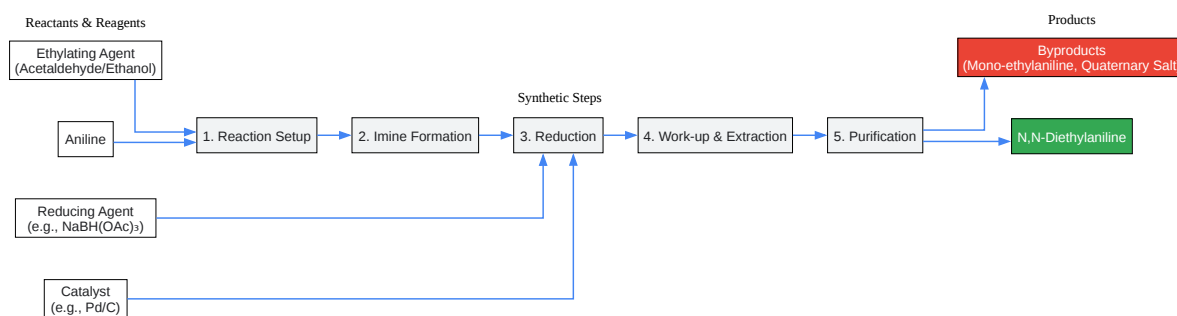 Reactants & Reagents
Products
Ethylating Agent
(Acetaldehyde/Ethanol)
Byproducts
(Mono-ethylaniline, Quaternary Salt
Synthetic Steps
Aniline
1. Reaction Setup
2. Imine Formation
3. Reduction
4. Work-up & Extraction
5. Purification
N,N-Diethylaniline
Reducing Agent
(e.g., NaBH(OAc)₃)
Catalyst
(e.g., Pd/C)